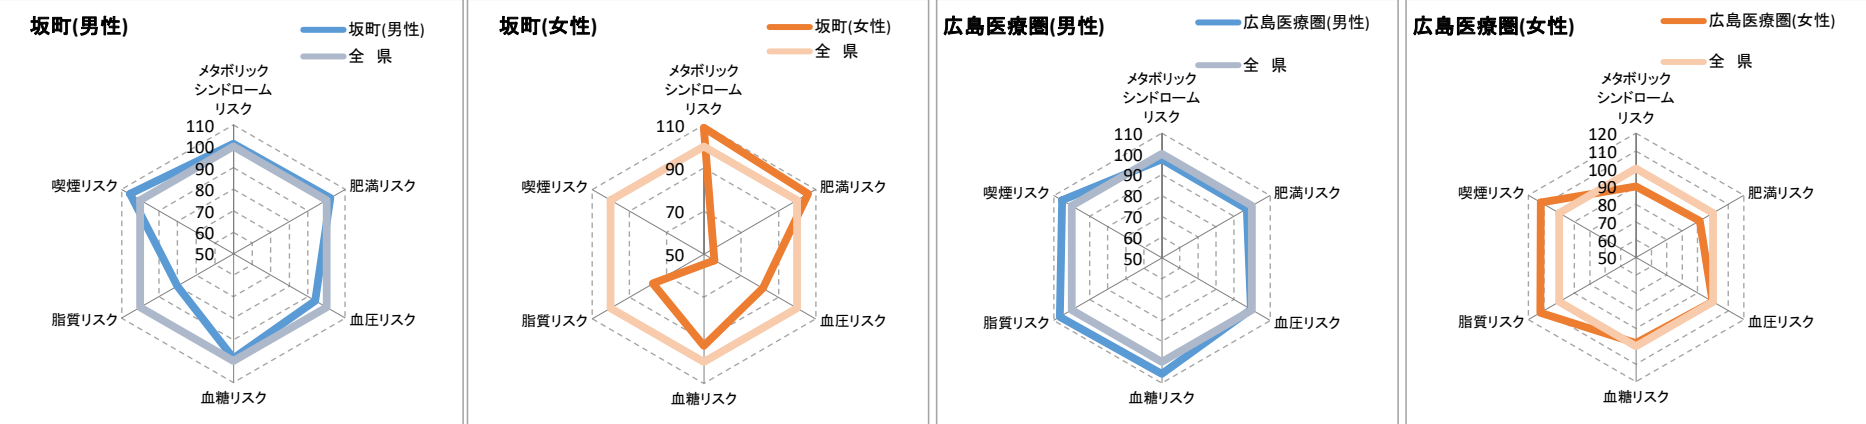 坂町(男性)
坂町(男性)
全 県
メタボリック
シンドローム
リスク
110
100
90
80
70
60
50
肥満リスク
血圧リスク
血糖リスク
脂質リスク
喫煙リスク
坂町(女性)
坂町(女性)
全 県
メタボリック
シンドローム
リスク
110
90
70
50
肥満リスク
血圧リスク
血糖リスク
脂質リスク
喫煙リスク
広島医療圏(男性)
広島医療圏(男性)
全 県
メタボリック
シンドローム
リスク
110
100
90
80
70
60
50
肥満リスク
血圧リスク
血糖リスク
脂質リスク
喫煙リスク
広島医療圏(女性)
広島医療圏(女性)
全 県
メタボリック
シンドローム
リスク
120
110
100
90
80
70
60
50
肥満リスク
血圧リスク
血糖リスク
脂質リスク
喫煙リスク